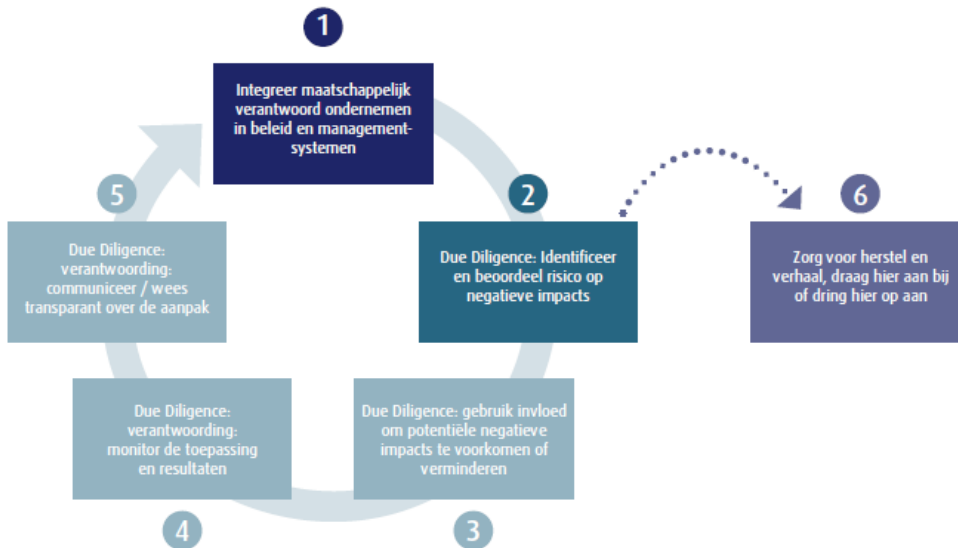 1
Integreer maatschappelijk
verantwoord ondernemen
in beleid en management-
systemen
2
Due Diligence: Identificeer
en beoordeel risico op
negatieve impacts
3
Due Diligence: gebruik invloed
om potentiële negatieve
impacts te voorkomen of
verminderen
4
Due Diligence:
verantwoording:
monitor de toepassing
en resultaten
5
Due Diligence:
verantwoording:
communiceer / wees
transparant over de aanpak
6
Zorg voor herstel en
verhaal, draag hier aan bij
of dring hier op aan